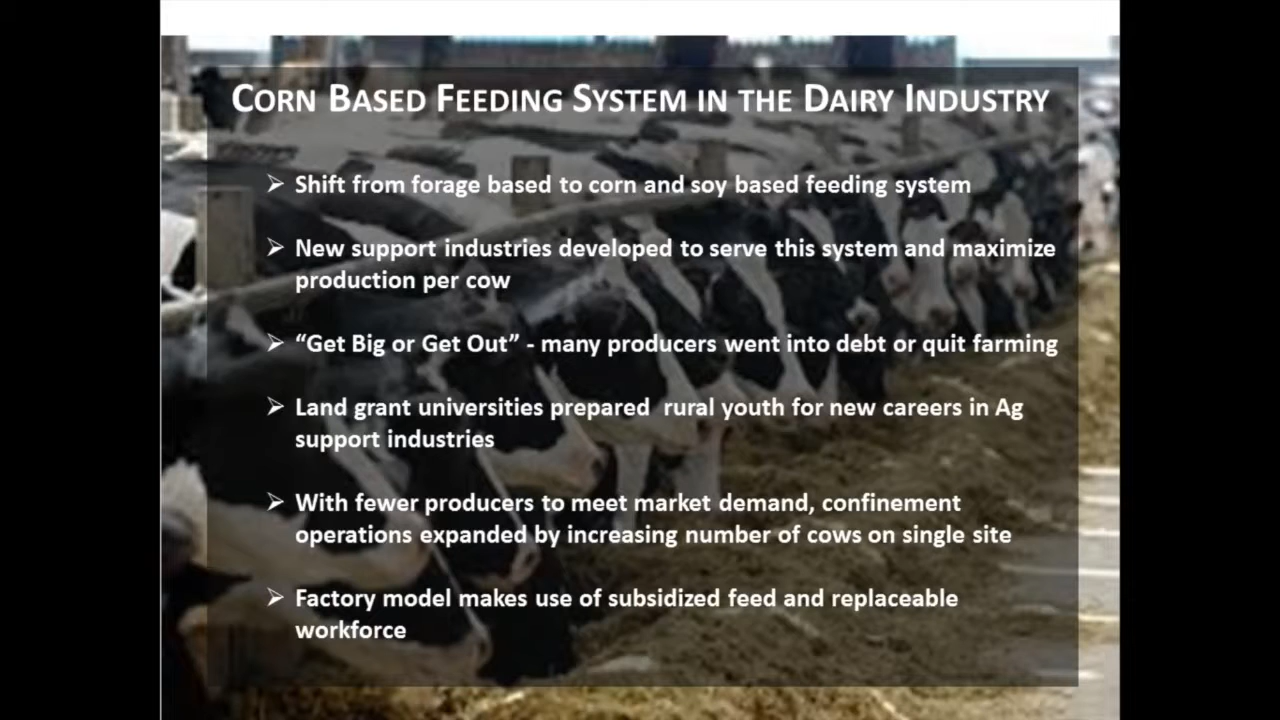 CORN BASED FEEDING SYSTEM IN THE DAIRY INDUSTRY
➢ Shift from forage based to corn and soy based feeding system
➢ New support industries developed to serve this system and maximize
production per cow
➢ “Get Big or Get Out” - many producers went into debt or quit farming
➢ Land grant universities prepared  rural youth for new careers in Ag
support industries
➢ With fewer producers to meet market demand, confinement
operations expanded by increasing number of cows on single site
➢ Factory model makes use of subsidized feed and replaceable
workforce